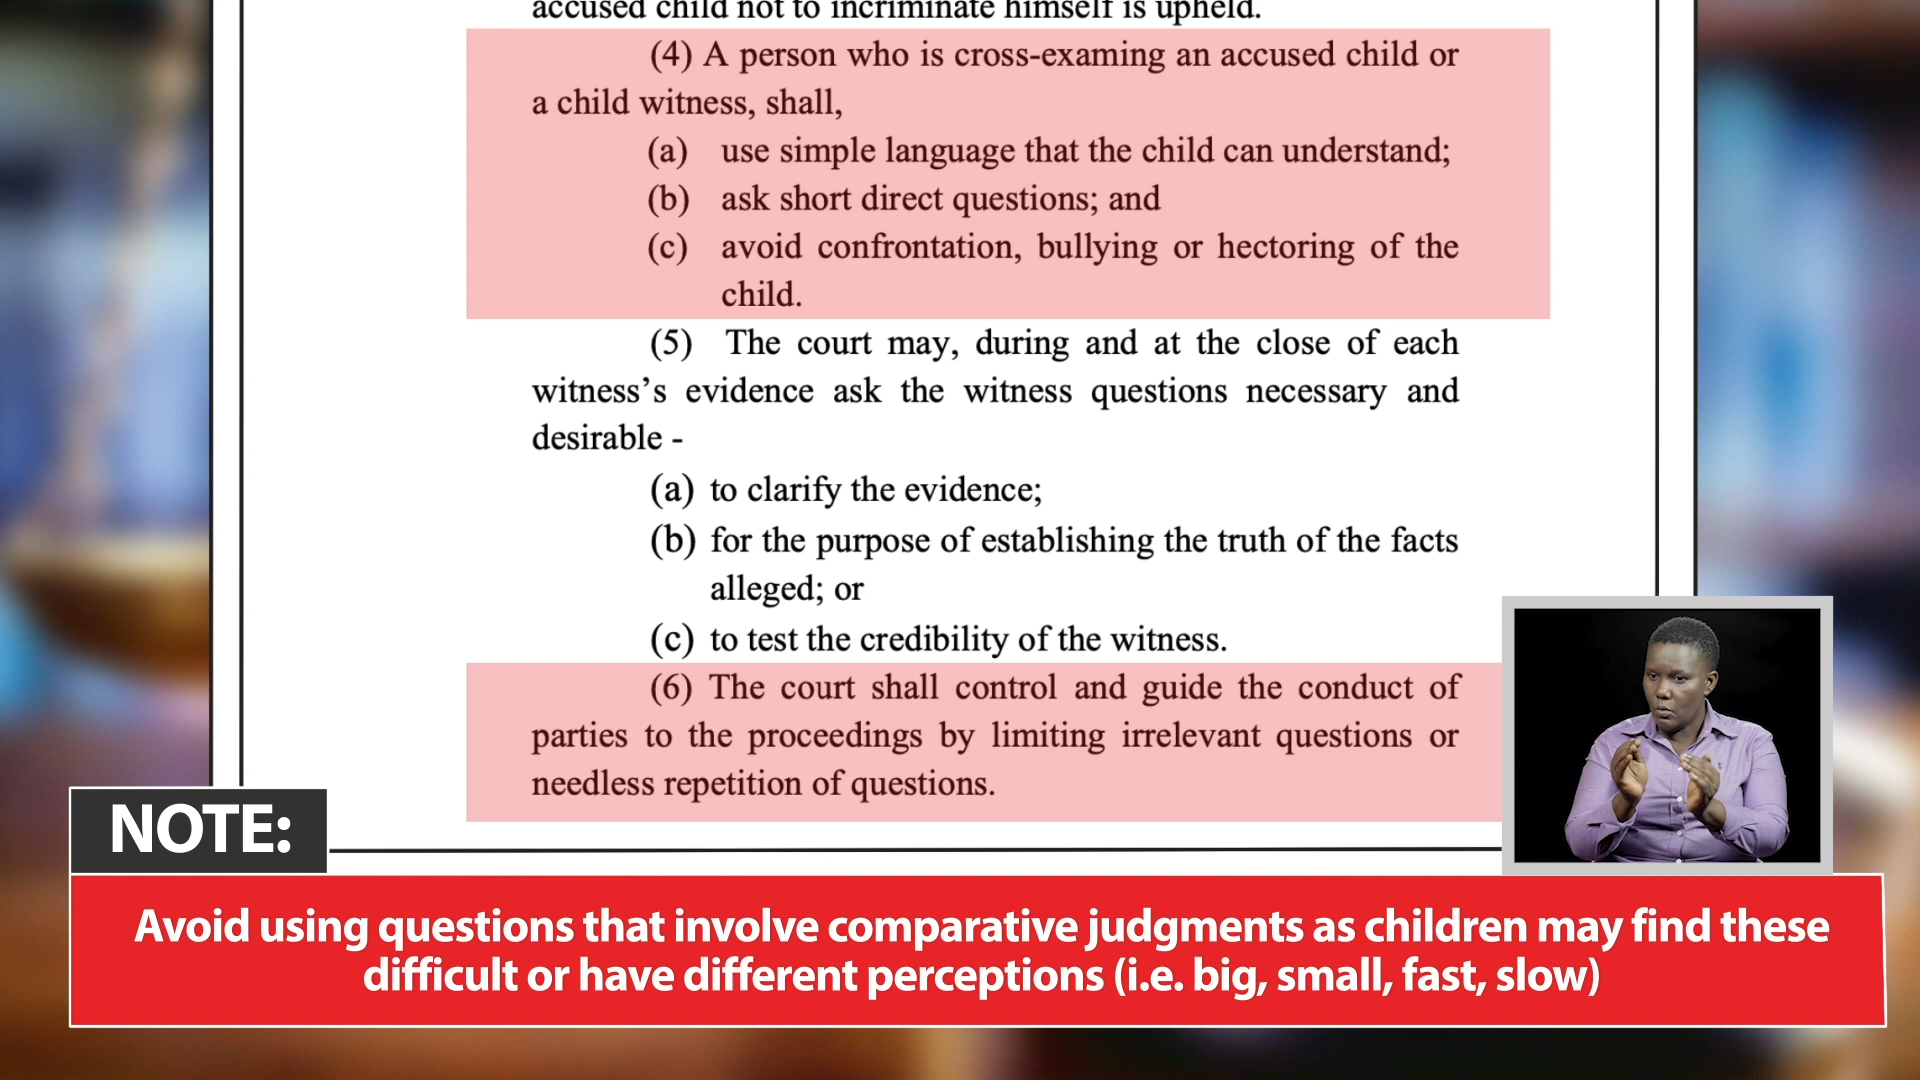 accused child not to incriminate himself is upheld.
(4) A person who is cross-examing an accused child or
a child witness, shall,
(a) use simple language that the child can understand;
(b) ask short direct questions; and
(c) avoid confrontation, bullying or hectoring of the
child.
(5) The court may, during and at the close of each
witness’s evidence ask the witness questions necessary and
desirable -
(a) to clarify the evidence;
(b) for the purpose of establishing the truth of the facts
alleged; or
(c) to test the credibility of the witness.
(6) The court shall control and guide the conduct of
parties to the proceedings by limiting irrelevant questions or
needless repetition of questions.
NOTE:
Avoid using questions that involve comparative judgments as children may find these
difficult or have different perceptions (i.e. big, small, fast, slow)